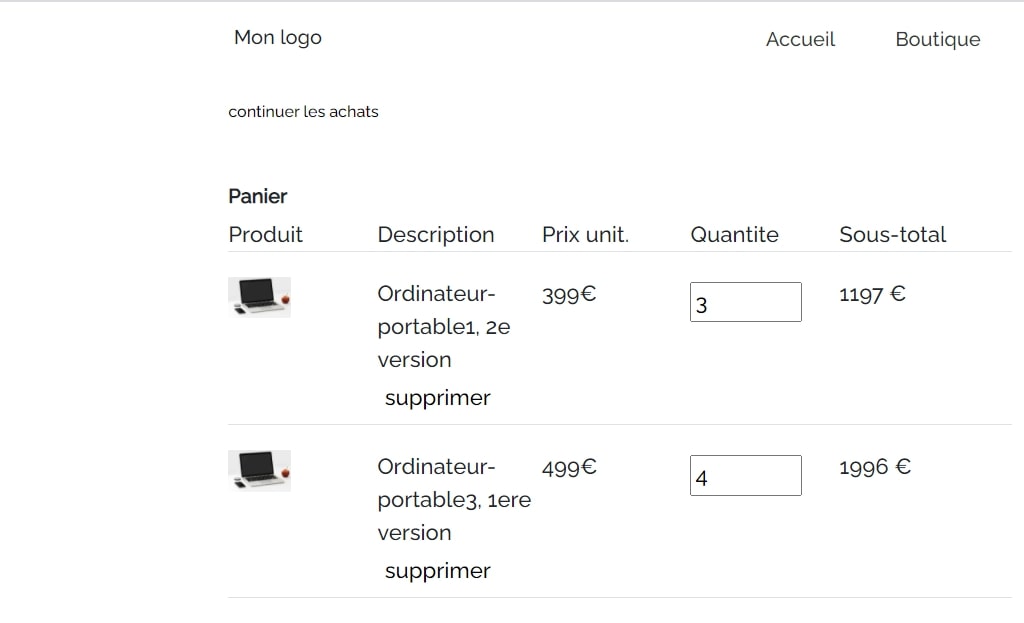 Mon logo Accueil Boutique
continuer les achats
Panier
Produit Description Prix unit. Quantite Sous-total
Ordinateur- 399€ 3 1197 €
portable1, 2e
version
supprimer
Ordinateur- 499€ 4 1996 €
portable3, 1ere
version
supprimer